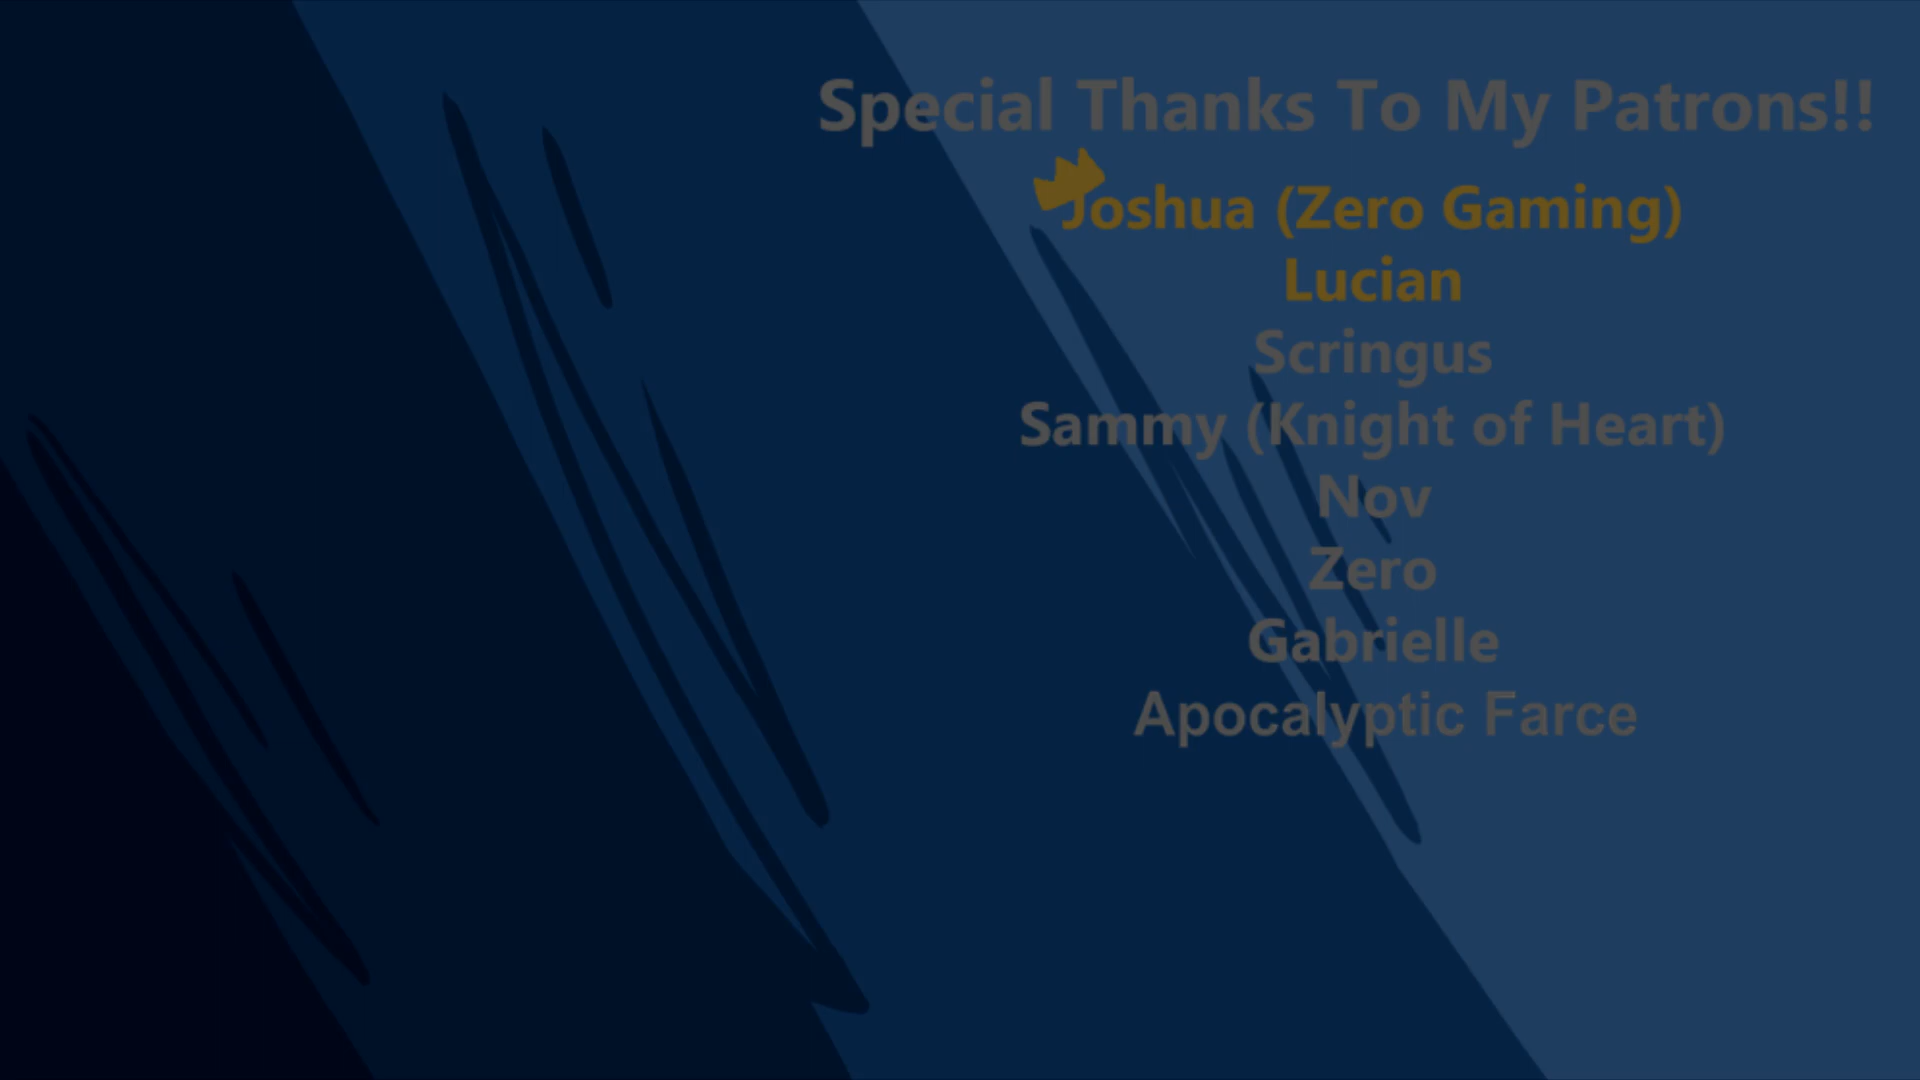 Special Thanks To My Patrons!!
Joshua (Zero Gaming)
Lucian
Scringus
Sammy (Knight of Heart)
Nov
Zero
Gabrielle
Apocalyptic Farce